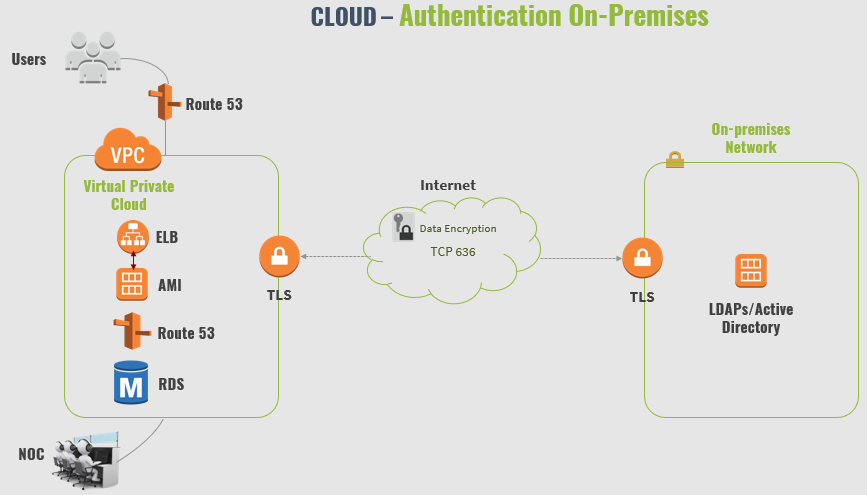 CLOUD – Authentication On-Premises
Users
Route 53
VPC
Virtual Private
Cloud
ELB
AMI
Route 53
M
RDS
NOC
TLS
Internet
Data Encryption
TCP 636
TLS
On-premises
Network
LDAPs/Active
Directory